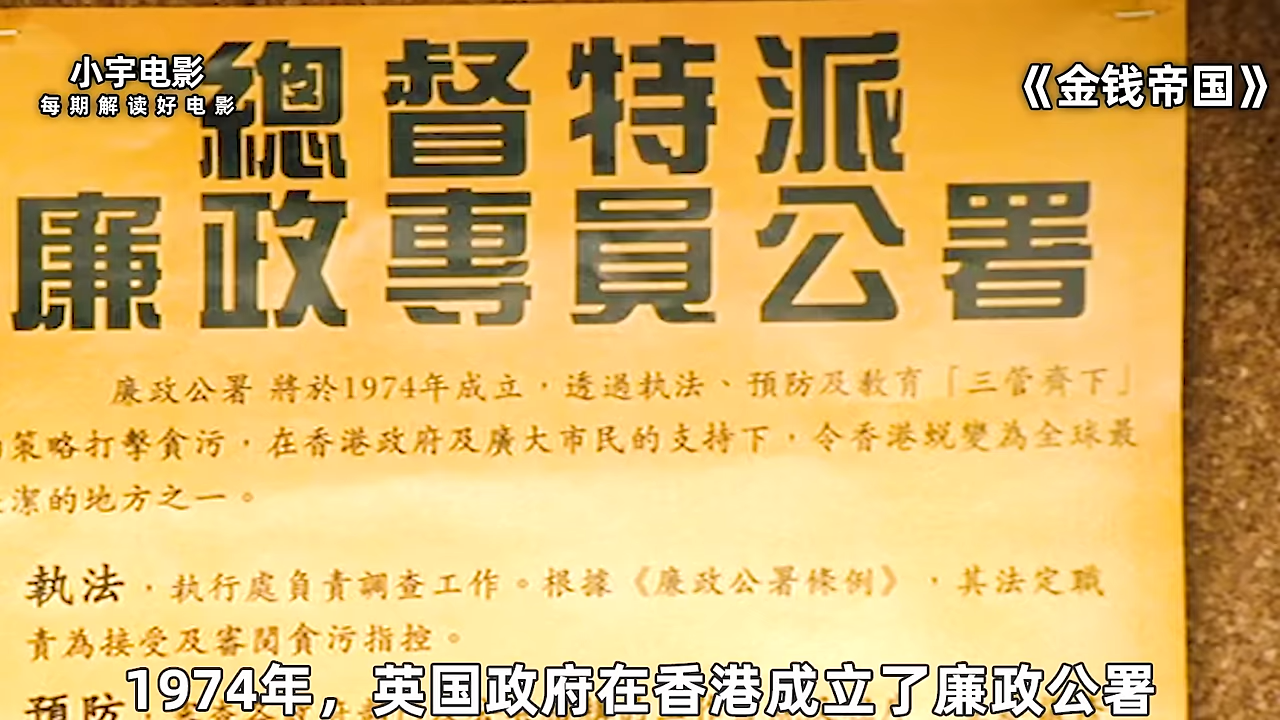 小宇电影
每期解读好电影
《金钱帝国》
總督特派
廉政專員公署
廉政公署 將於1974年成立，透過執法、預防及教育「三管齊下」
策略打擊貪污，在香港政府及廣大市民的支持下，令香港蛻變為全球最
潔的地方之一。
執法，執行處負責調查工作。根據《廉政公署條例》，其法定職
責為接受及審閱貪污指控。
預防
1974年，英国政府在香港成立了廉政公署